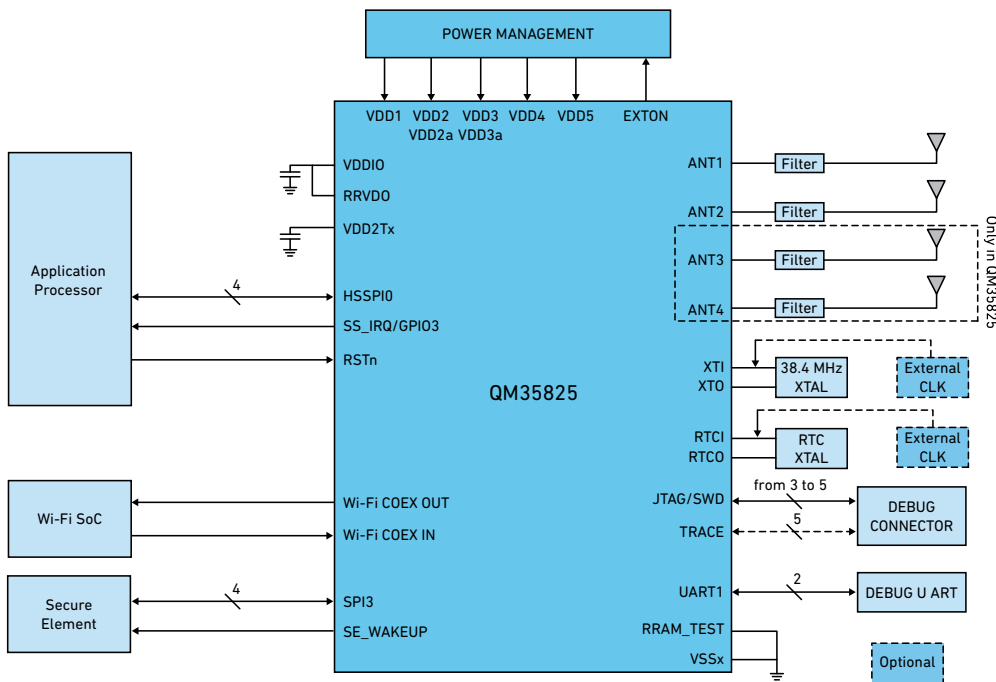 POWER MANAGEMENT
VDD1 VDD2 VDD3 VDD4 VDD5 EXTON
VDD2a VDD3a
VDDIO
RRVDO
VDD2Tx
Application
Processor
4
HSSPI0
SS_IRQ/GPIO3
RSTn
QM35825
ANT1
Filter
ANT2
Filter
ANT3
Filter
ANT4
Filter
Only in QM35825
XTI
XTO
38.4 MHz
XTAL
External
CLK
RTCI
RTCO
RTC
XTAL
External
CLK
Wi-Fi SoC
Wi-Fi COEX OUT
Wi-Fi COEX IN
JTAG/SWD
from 3 to 5
TRACE
5
DEBUG
CONNECTOR
Secure
Element
4
SPI3
SE_WAKEUP
UART1
2
DEBUG U ART
RRAM_TEST
VSSx
Optional